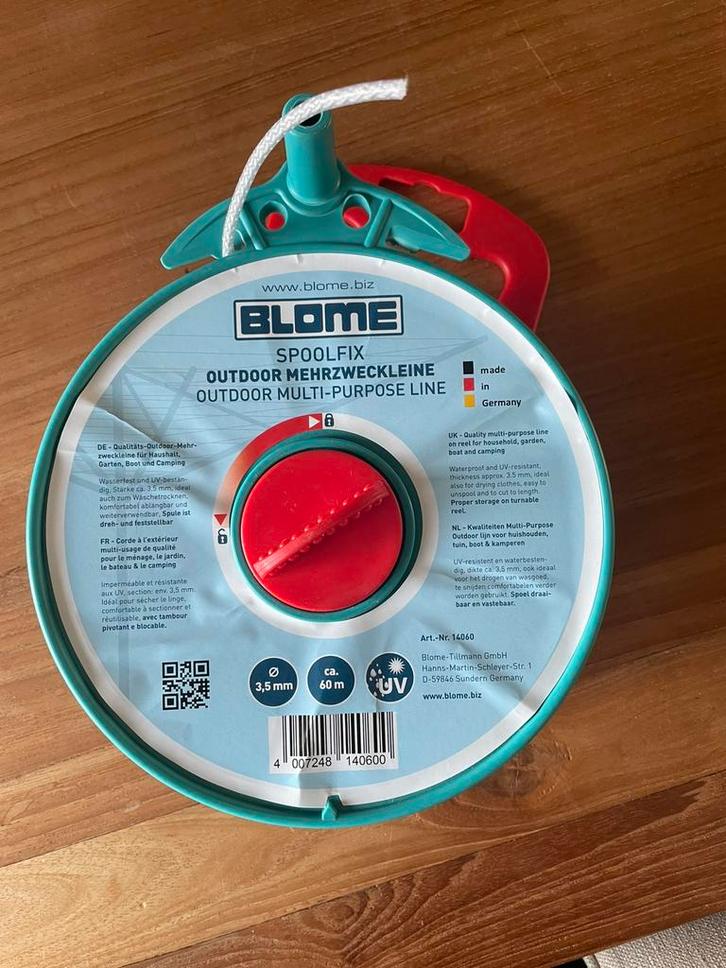 www.blome.biz
BLOME
SPOOLFIX
OUTDOOR MEHRZWECKLEINE
OUTDOOR MULTI-PURPOSE LINE
made
in
Germany
DE - Qualitäts-Outdoor-Mehr-
zweckleine für Haushalt,
Garten, Boot und Camping
Wasserfest und UV-bestän-
dig, Stärke ca. 3,5 mm, ideal
auch zum Wäschetrocknen,
komfortabel ablängbar und
weiterverwendbar, Spule ist
dreh- und feststellbar
FR - Corde à l'extérieur
multi-usage de qualité
pour le ménage, le jardin,
le bateau & le camping
Imperméable et résistante
aux UV, section: env. 3,5 mm.
Idéal pour sécher le linge,
comfortable à sectionner et
réutilisable, avec tambour
pivotant e blocable.
UK - Quality multi-purpose line
on reel for household, garden,
boat and camping
Waterproof and UV-resistant,
thickness approx. 3,5 mm, ideal
also for drying clothes, easy to
unspool and to cut to length.
Proper storage on turnable
reel.
NL - Kwaliteiten Multi-Purpose
Outdoor lijn voor huishouden,
tuin, boot & kamperen
UV-resistent en waterbesten-
dig, dikte ca. 3,5 mm, ook ideaal
voor het drogen van wasgoed,
te snijden comfortabelen verder
worden gebruikt. Spoel draai-
baar en vastebaar.
Art.-Nr. 14060
Blome-Tillmann GmbH
Hanns-Martin-Schleyer-Str. 1
D-59846 Sundern Germany
www.blome.biz
Ø
3,5 mm
ca.
60 m
UV
4 007248 140600